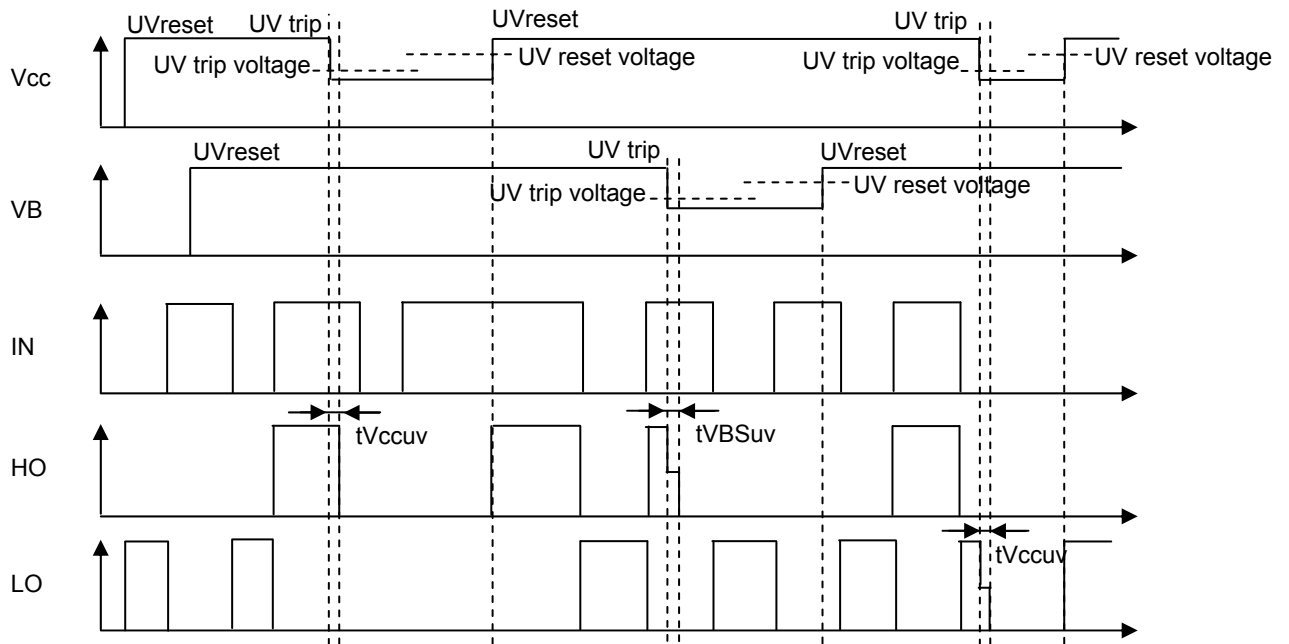 UVreset UV trip UVreset UV trip
Vcc
UV trip voltage UV reset voltage UV trip voltage UV reset voltage
UVreset UV trip UVreset
VB
UV trip voltage UV reset voltage
IN
tVccuv tVBSuv
HO
LO
tVccuv